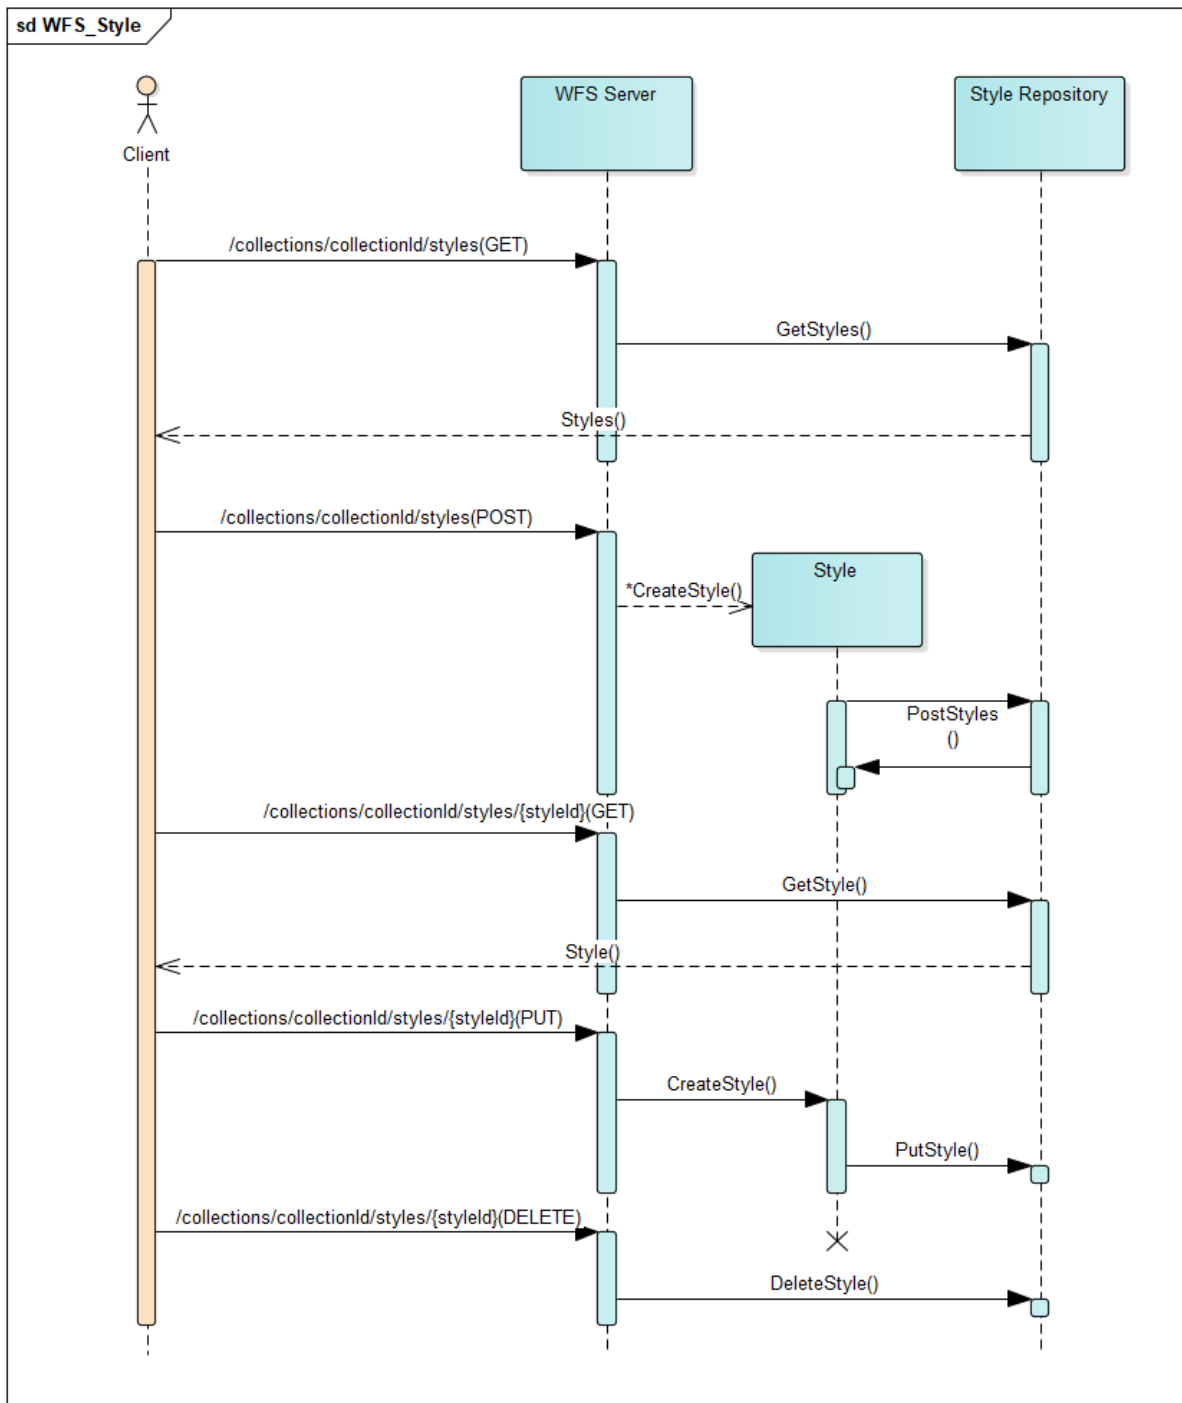 sd WFS_Style
WFS Server
Style Repository
Client
/collections/collectionId/styles(GET)
GetStyles()
Styles()
/collections/collectionId/styles(POST)
Style
*CreateStyle()
PostStyles
()
/collections/collectionId/styles/{styleId}(GET)
GetStyle()
Style()
/collections/collectionId/styles/{styleId}(PUT)
CreateStyle()
PutStyle()
/collections/collectionId/styles/{styleId}(DELETE)
DeleteStyle()